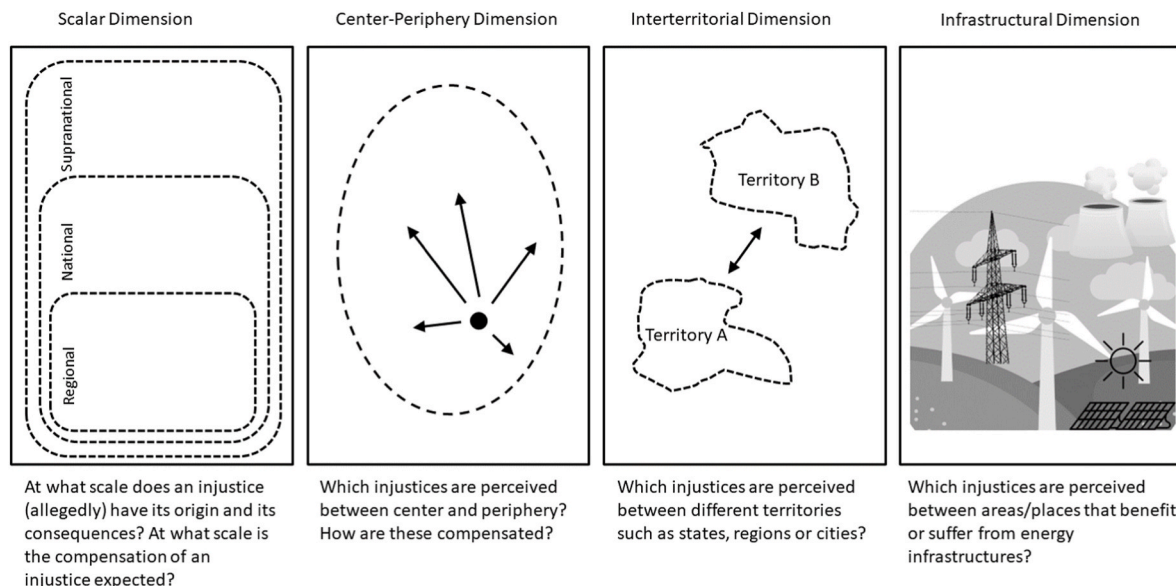 Scalar Dimension
Supranational
National
Regional
At what scale does an injustice
(allegedly) have its origin and its
consequences? At what scale is
the compensation of an
injustice expected?
Center-Periphery Dimension
Which injustices are perceived
between center and periphery?
How are these compensated?
Interterritorial Dimension
Territory B
Territory A
Which injustices are perceived
between different territories
such as states, regions or cities?
Infrastructural Dimension
Which injustices are perceived
between areas/places that benefit
or suffer from energy
infrastructures?